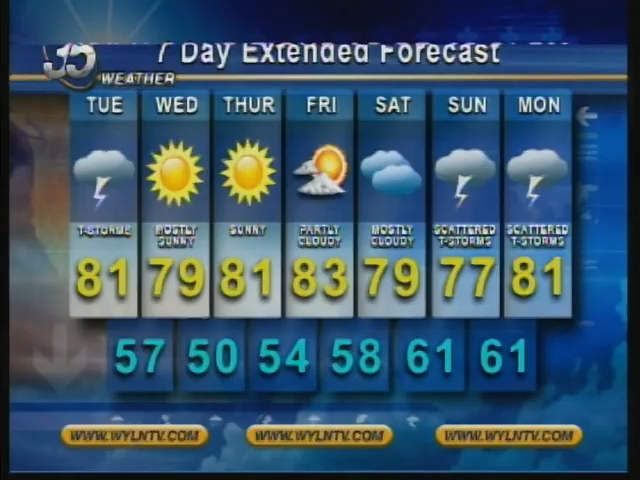 7 Day Extended Forecast
35
WEATHER
TUE WED THUR FRI SAT SUN MON
T-STORMS MOSTLY SUNNY SUNNY PARTLY CLOUDY MOSTLY CLOUDY SCATTERED T-STORMS SCATTERED T-STORMS
81 79 81 83 79 77 81
57 50 54 58 61 61
WWW.WYLNTV.COM WWW.WYLNTV.COM WWW.WYLNTV.COM